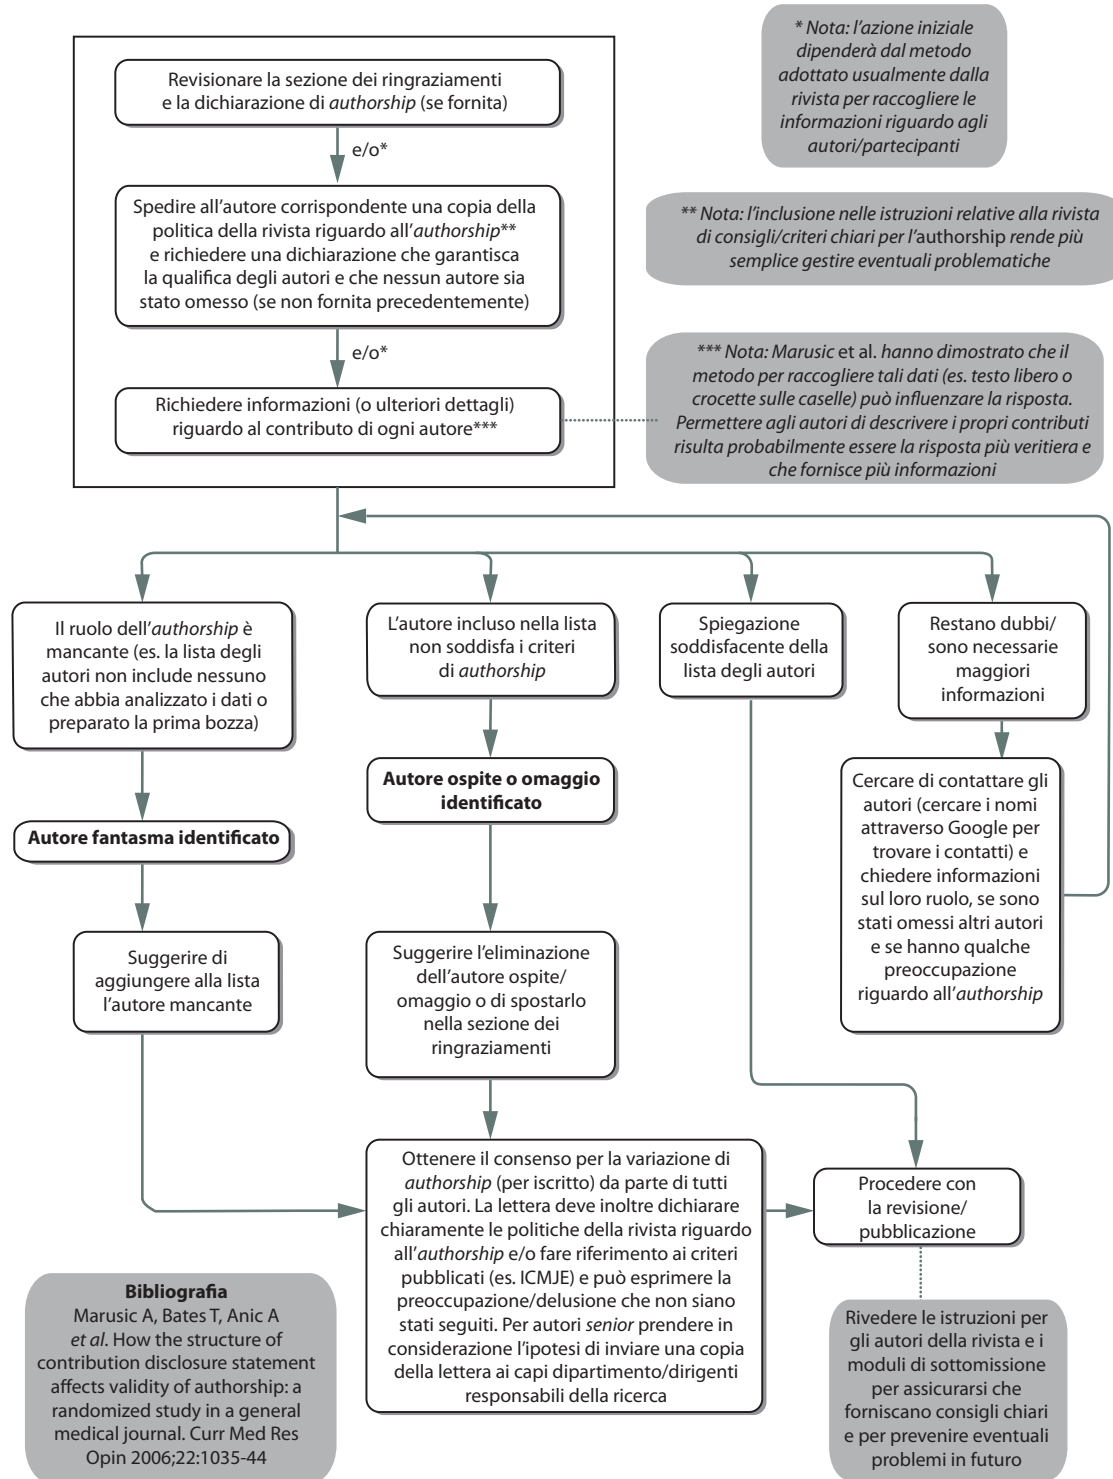 Revisionare la sezione dei ringraziamenti
e la dichiarazione di authorship (se fornita)
e/o*
Spedire all'autore corrispondente una copia della
politica della rivista riguardo all'authorship**
e richiedere una dichiarazione che garantisca
la qualifica degli autori e che nessun autore sia
stato omesso (se non fornita precedentemente)
e/o*
Richiedere informazioni (o ulteriori dettagli)
riguardo al contributo di ogni autore***
* Nota: l'azione iniziale
dipenderà dal metodo
adottato usualmente dalla
rivista per raccogliere le
informazioni riguardo agli
autori/partecipanti
** Nota: l'inclusione nelle istruzioni relative alla rivista
di consigli/criteri chiari per l'authorship rende più
semplice gestire eventuali problematiche
*** Nota: Marusic et al. hanno dimostrato che il
metodo per raccogliere tali dati (es. testo libero o
crocette sulle caselle) può influenzare la risposta.
Permettere agli autori di descrivere i propri contributi
risulta probabilmente essere la risposta più veritiera e
che fornisce più informazioni
Il ruolo dell'authorship è
mancante (es. la lista degli
autori non include nessuno
che abbia analizzato i dati o
preparato la prima bozza)
Autore fantasma identificato
Suggerire di
aggiungere alla lista
l'autore mancante
L'autore incluso nella lista
non soddisfa i criteri
di authorship
Autore ospite o omaggio
identificato
Suggerire l'eliminazione
dell'autore ospite/
omaggio o di spostarlo
nella sezione dei
ringraziamenti
Spiegazione
soddisfacente della
lista degli autori
Restano dubbi/
sono necessarie
maggiori
informazioni
Cercare di contattare gli
autori (cercare i nomi
attraverso Google per
trovare i contatti) e
chiedere informazioni
sul loro ruolo, se sono
stati omessi altri autori
e se hanno qualche
preoccupazione
riguardo all'authorship
Ottenere il consenso per la variazione di
authorship (per iscritto) da parte di tutti
gli autori. La lettera deve inoltre dichiarare
chiaramente le politiche della rivista riguardo
all'authorship e/o fare riferimento ai criteri
pubblicati (es. ICMJE) e può esprimere la
preoccupazione/delusione che non siano
stati seguiti. Per autori senior prendere in
considerazione l'ipotesi di inviare una copia
della lettera ai capi dipartimento/dirigenti
responsabili della ricerca
Procedere con
la revisione/
pubblicazione
Bibliografia
Marusic A, Bates T, Anic A
et al. How the structure of
contribution disclosure statement
affects validity of authorship: a
randomized study in a general
medical journal. Curr Med Res
Opin 2006;22:1035-44
Rivedere le istruzioni per
gli autori della rivista e i
moduli di sottomissione
per assicurarsi che
forniscano consigli chiari
e per prevenire eventuali
problemi in futuro